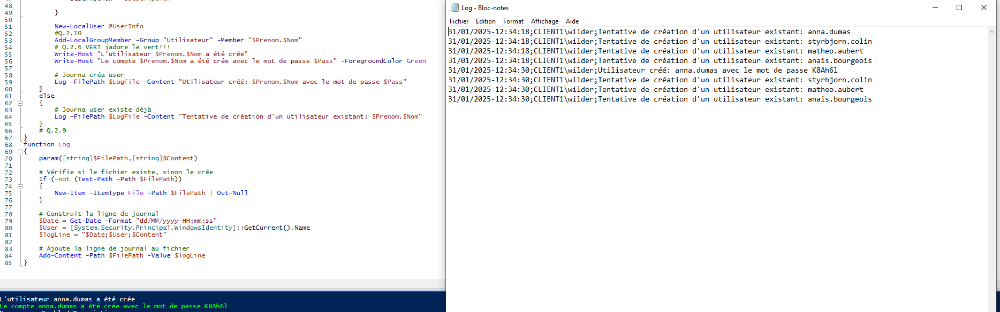 48
49 }
50
51 New-LocalUser @UserInfo
52 #Q.2.10
53 Add-LocalGroupMember -Group "Utilisateur" -Member "$Prenom.$Nom"
54 # Q.2.6 VERT jadore le vert!!!
55 Write-Host "L'utilisateur $Prenom.$Nom a été crée"
56 Write-Host "Le compte $Prenom.$Nom a été crée avec le mot de passe $Pass" -ForegroundColor Green
57
58 # Journa créa user
59 Log -FilePath $LogFile -Content "Utilisateur créé: $Prenom.$Nom avec le mot de passe $Pass"
60 }
61 else
62 {
63 # Journa user existe déjà
64 Log -FilePath $LogFile -Content "Tentative de création d'un utilisateur existant: $Prenom.$Nom"
65 }
66 # Q.2.9
67 }
68 function Log
69 {
70 param([string]$FilePath,[string]$Content)
71
72 # Vérifie si le fichier existe, sinon le crée
73 If (-not (Test-Path -Path $FilePath))
74 {
75 New-Item -ItemType File -Path $FilePath | Out-Null
76 }
77
78 # Construit la ligne de journal
79 $Date = Get-Date -Format "dd/MM/yyyy-HH:mm:ss"
80 $User = [System.Security.Principal.WindowsIdentity]::GetCurrent().Name
81 $logLine = "$Date;$User;$Content"
82
83 # Ajoute la ligne de journal au fichier
84 Add-Content -Path $FilePath -Value $logLine
85 }
L'utilisateur anna.dumas a été crée
Le compte anna.dumas a été crée avec le mot de passe K8Ah6l
Log - Bloc-notes
Fichier Edition Format Affichage Aide
31/01/2025-12:34:18;CLIENT1\wilder;Tentative de création d'un utilisateur existant: anna.dumas
31/01/2025-12:34:18;CLIENT1\wilder;Tentative de création d'un utilisateur existant: styrbjorn.colin
31/01/2025-12:34:18;CLIENT1\wilder;Tentative de création d'un utilisateur existant: matheo.aubert
31/01/2025-12:34:18;CLIENT1\wilder;Tentative de création d'un utilisateur existant: anais.bourgeois
31/01/2025-12:34:30;CLIENT1\wilder;Utilisateur créé: anna.dumas avec le mot de passe K8Ah6l
31/01/2025-12:34:30;CLIENT1\wilder;Tentative de création d'un utilisateur existant: styrbjorn.colin
31/01/2025-12:34:30;CLIENT1\wilder;Tentative de création d'un utilisateur existant: matheo.aubert
31/01/2025-12:34:30;CLIENT1\wilder;Tentative de création d'un utilisateur existant: anais.bourgeois